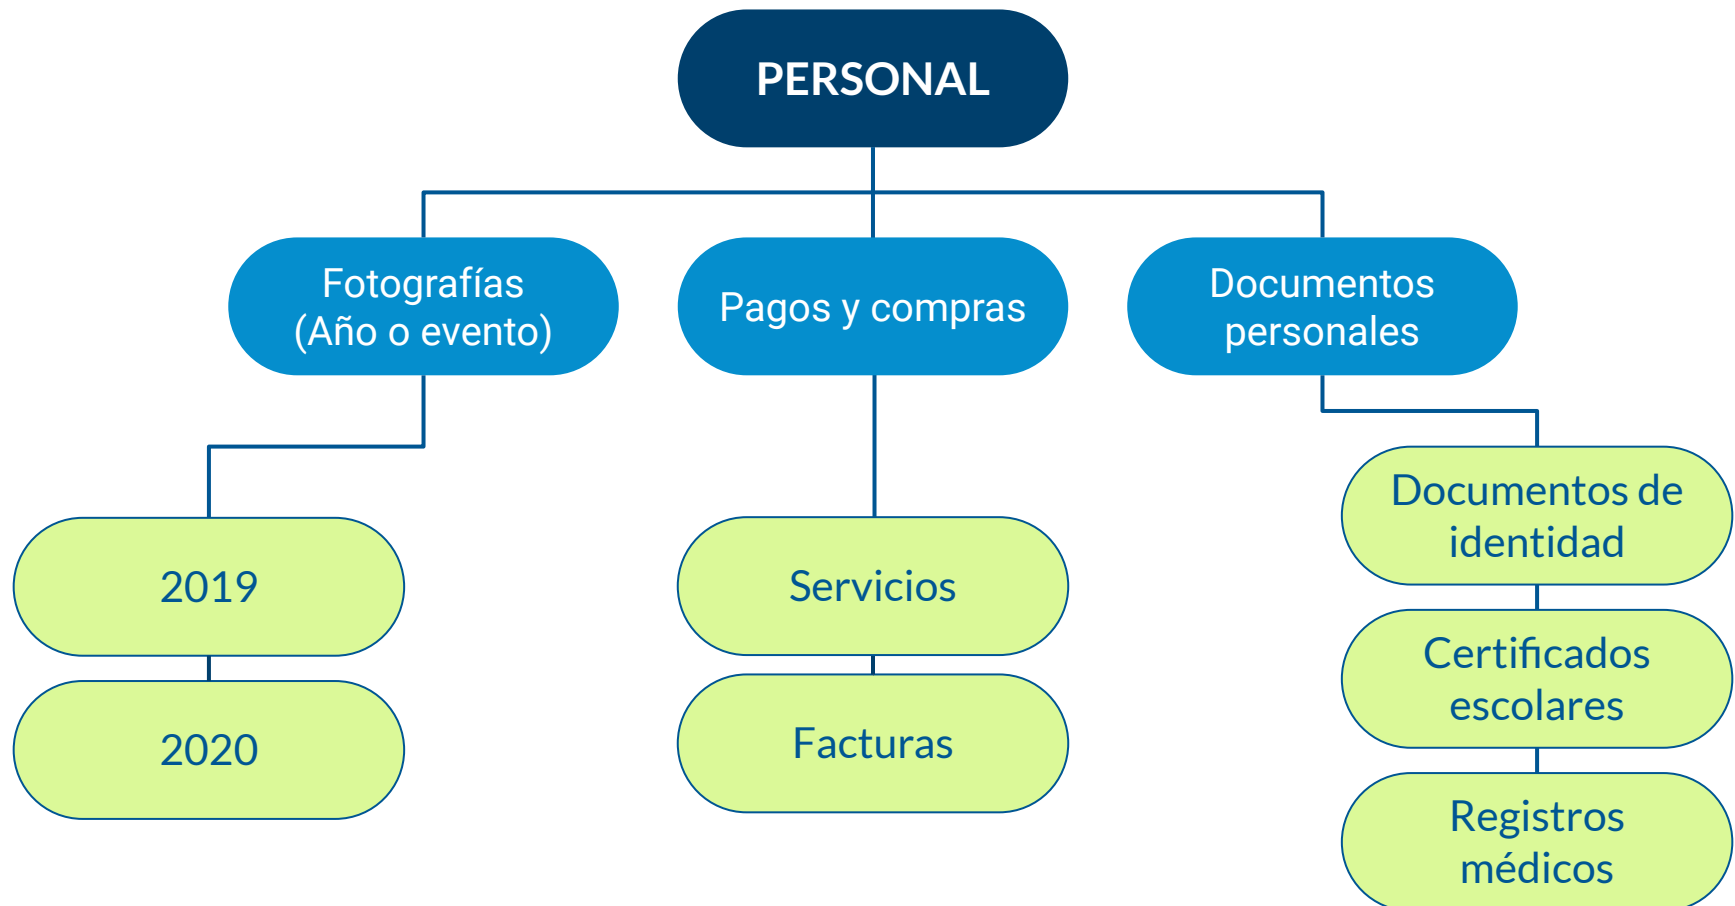 PERSONAL
Fotografías
(Año o evento)
Pagos y compras
Documentos
personales
2019
2020
Servicios
Facturas
Documentos de
identidad
Certificados
escolares
Registros
médicos